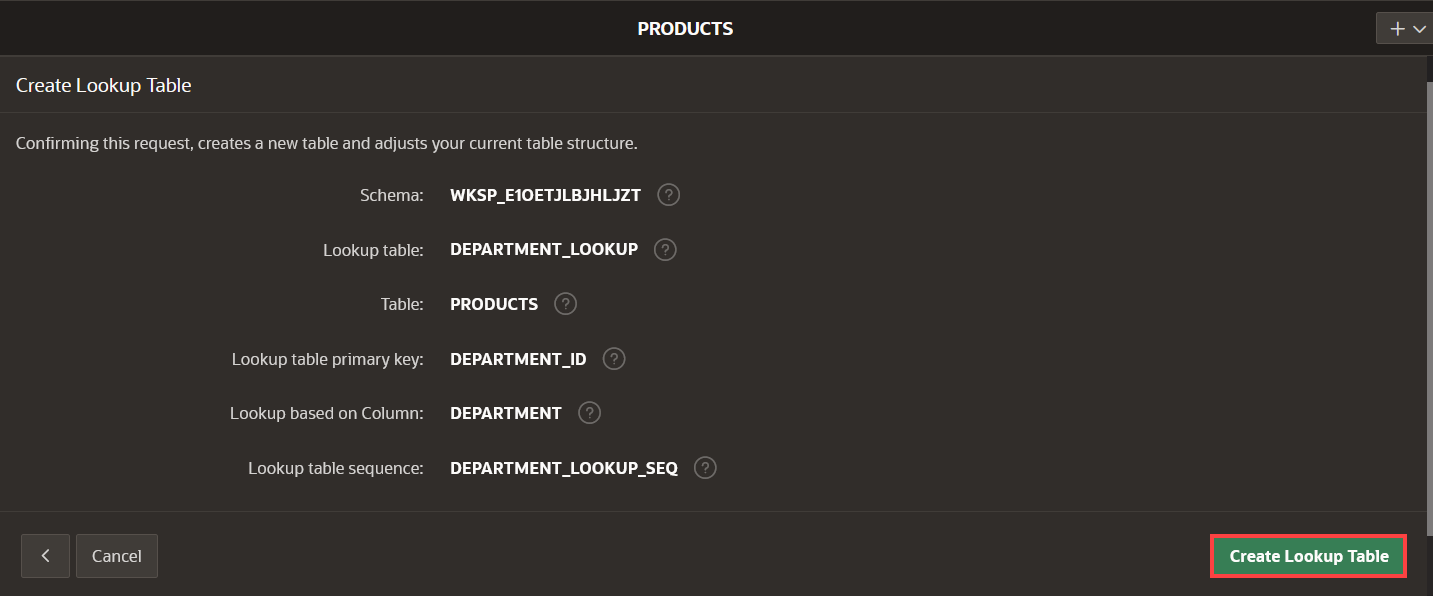 PRODUCTS
Create Lookup Table
Confirming this request, creates a new table and adjusts your current table structure.
Schema: WKSP_E1OETJLBJHLJZT ?
Lookup table: DEPARTMENT_LOOKUP ?
Table: PRODUCTS ?
Lookup table primary key: DEPARTMENT_ID ?
Lookup based on Column: DEPARTMENT ?
Lookup table sequence: DEPARTMENT_LOOKUP_SEQ ?
Cancel Create Lookup Table